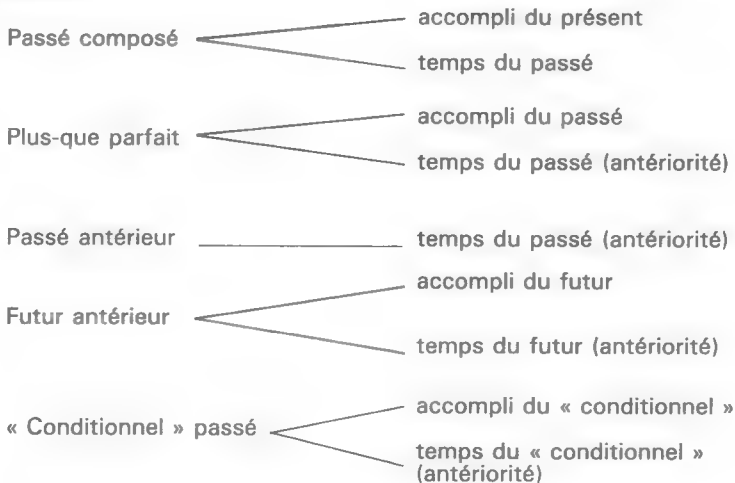 Passé composé
accompli du présent
temps du passé
Plus-que parfait
accompli du passé
temps du passé (antériorité)
Passé antérieur
temps du passé (antériorité)
Futur antérieur
accompli du futur
temps du futur (antériorité)
« Conditionnel » passé
accompli du « conditionnel »
temps du « conditionnel »
(antériorité)